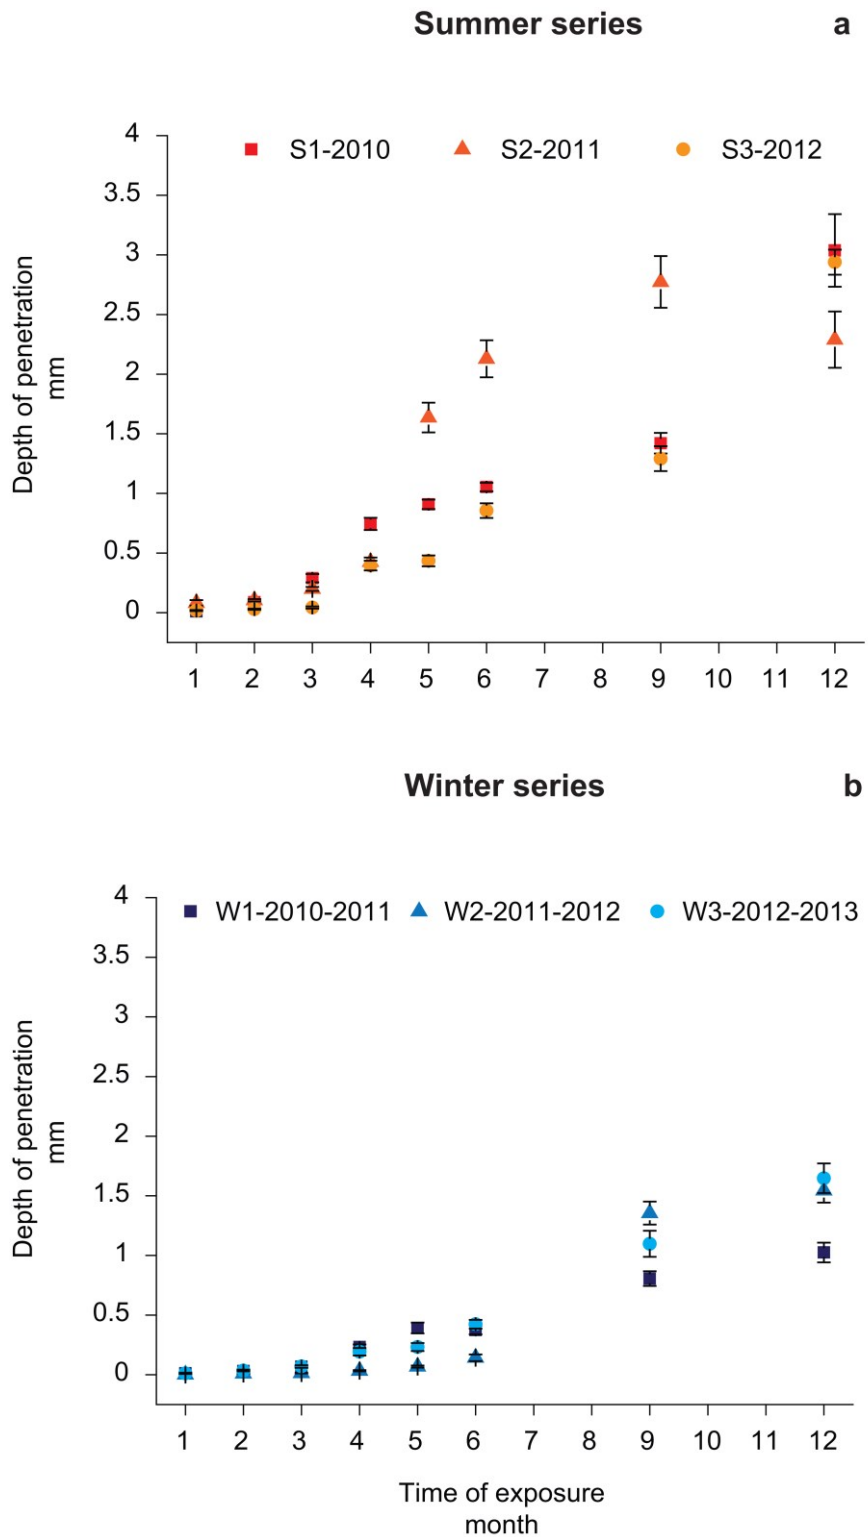 Summer series a
S1-2010 S2-2011 S3-2012
4
3.5
3
2.5
2
1.5
1
0.5
0
Depth of penetration
mm
1 2 3 4 5 6 7 8 9 10 11 12
Winter series b
W1-2010-2011 W2-2011-2012 W3-2012-2013
4
3.5
3
2.5
2
1.5
1
0.5
0
Depth of penetration
mm
1 2 3 4 5 6 7 8 9 10 11 12
Time of exposure
month